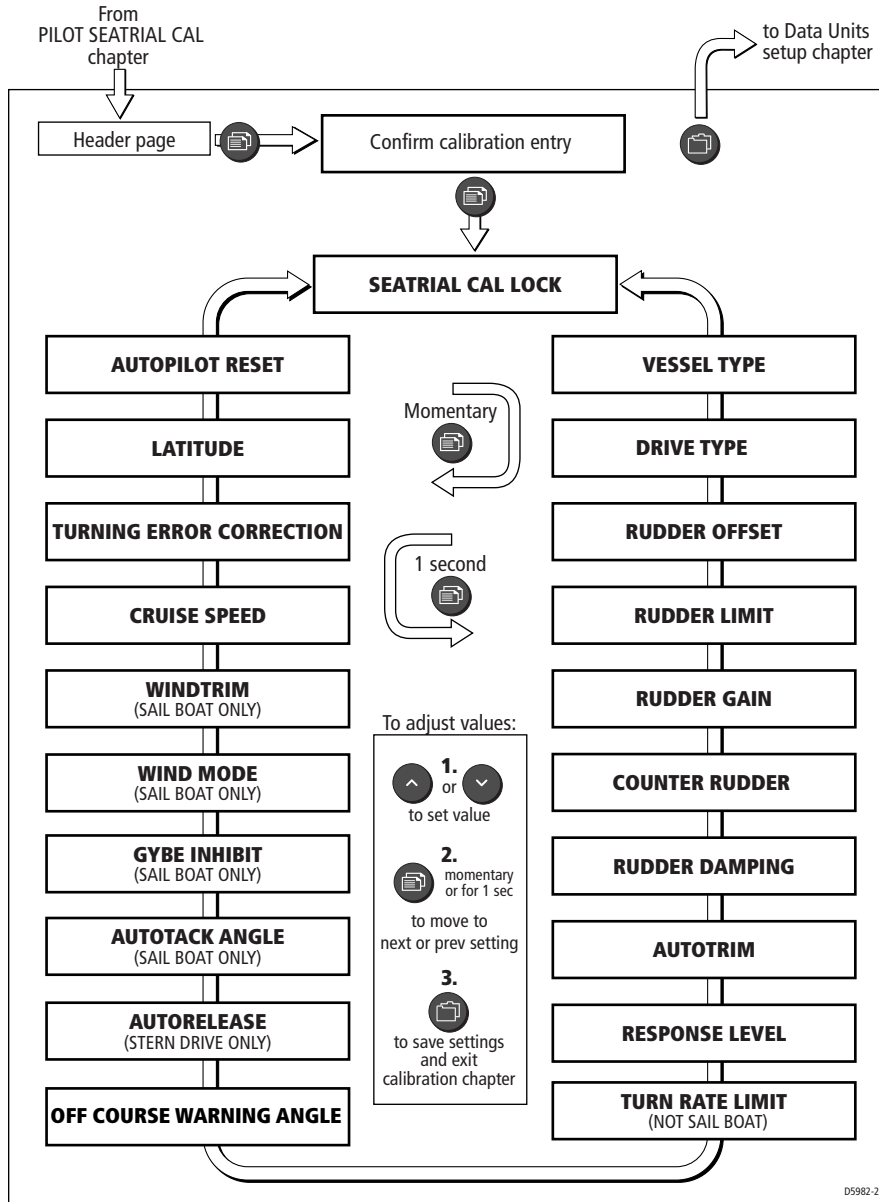 From
PILOT SEATRIAL CAL
chapter
to Data Units
setup chapter
Header page
Confirm calibration entry
SEATRIAL CAL LOCK
AUTOPILOT RESET
LATITUDE
TURNING ERROR CORRECTION
CRUISE SPEED
WINDTRIM
(SAIL BOAT ONLY)
WIND MODE
(SAIL BOAT ONLY)
GYBE INHIBIT
(SAIL BOAT ONLY)
AUTOTACK ANGLE
(SAIL BOAT ONLY)
AUTORELEASE
(STERN DRIVE ONLY)
OFF COURSE WARNING ANGLE
Momentary
1 second
To adjust values:
1.
or
to set value
2.
momentary
or for 1 sec
to move to
next or prev setting
3.
to save settings
and exit
calibration chapter
VESSEL TYPE
DRIVE TYPE
RUDDER OFFSET
RUDDER LIMIT
RUDDER GAIN
COUNTER RUDDER
RUDDER DAMPING
AUTOTRIM
RESPONSE LEVEL
TURN RATE LIMIT
(NOT SAIL BOAT)
D5982-2